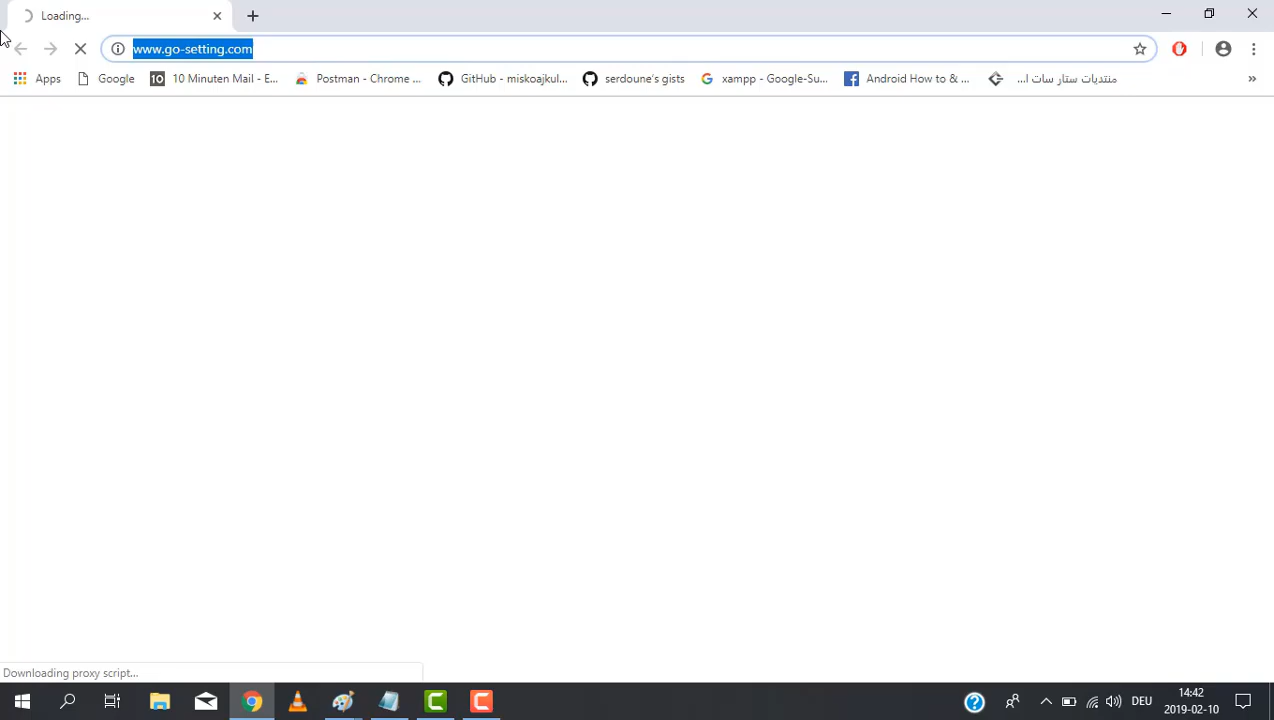 Loading...
www.go-setting.com
Apps Google 10 10 Minuten Mail - E... Postman - Chrome ... GitHub - miskoajkul... serdoune's gists xampp - Google-Su... Android How to & ... منتديات ستار سات ا... »
Downloading proxy script...
DEU 14:42
2019-02-10